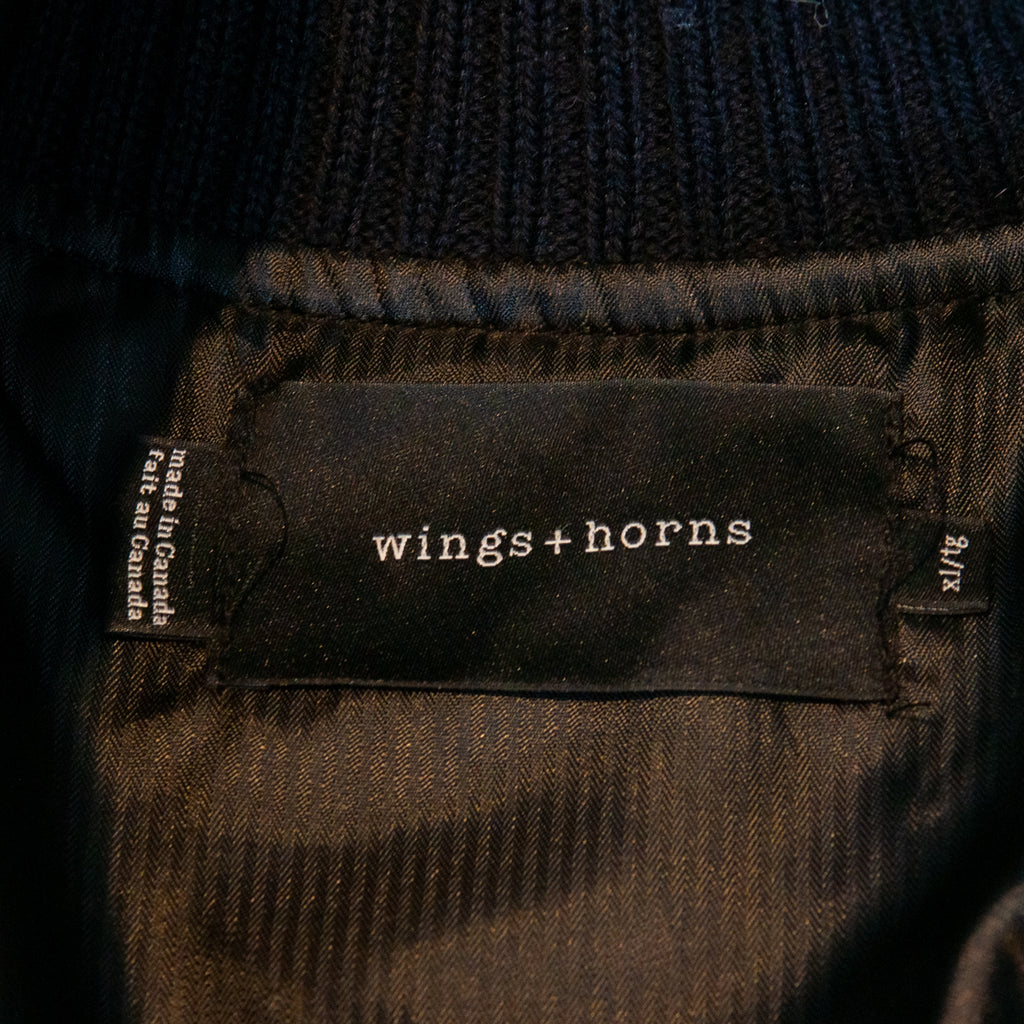 made in Canada
fait au Canada
wings+horns
xl/tg